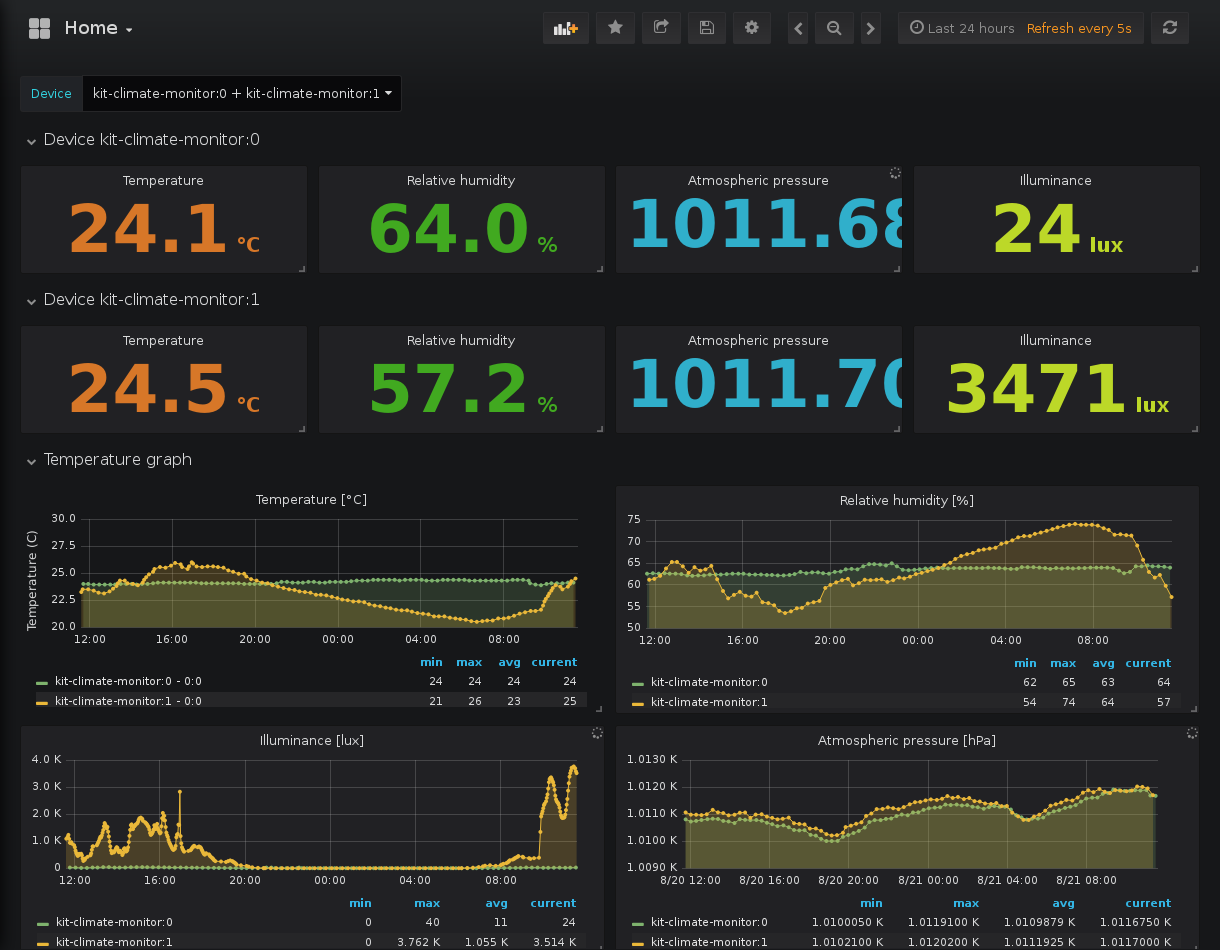 Home
Last 24 hours Refresh every 5s
Device kit-climate-monitor:0 + kit-climate-monitor:1
Device kit-climate-monitor:0
Temperature Relative humidity Atmospheric pressure Illuminance
24.1 °C 64.0 % 1011.68 24 lux
Device kit-climate-monitor:1
Temperature Relative humidity Atmospheric pressure Illuminance
24.5 °C 57.2 % 1011.70 3471 lux
Temperature graph
Temperature [°C]
Temperature (C)
30.0
27.5
25.0
22.5
20.0
12:00 16:00 20:00 00:00 04:00 08:00
min max avg current
kit-climate-monitor:0 - 0:0 24 24 24 24
kit-climate-monitor:1 - 0:0 21 26 23 25
Relative humidity [%]
75
70
65
60
55
50
12:00 16:00 20:00 00:00 04:00 08:00
min max avg current
kit-climate-monitor:0 62 65 63 64
kit-climate-monitor:1 54 74 64 57
Illuminance [lux]
4.0 K
3.0 K
2.0 K
1.0 K
0
12:00 16:00 20:00 00:00 04:00 08:00
min max avg current
kit-climate-monitor:0 0 40 11 24
kit-climate-monitor:1 0 3.762 K 1.055 K 3.514 K
Atmospheric pressure [hPa]
1.0130 K
1.0120 K
1.0110 K
1.0100 K
1.0090 K
8/20 12:00 8/20 16:00 8/20 20:00 8/21 00:00 8/21 04:00 8/21 08:00
min max avg current
kit-climate-monitor:0 1.0100050 K 1.0119100 K 1.0109879 K 1.0116750 K
kit-climate-monitor:1 1.0102100 K 1.0120200 K 1.0111925 K 1.0117000 K